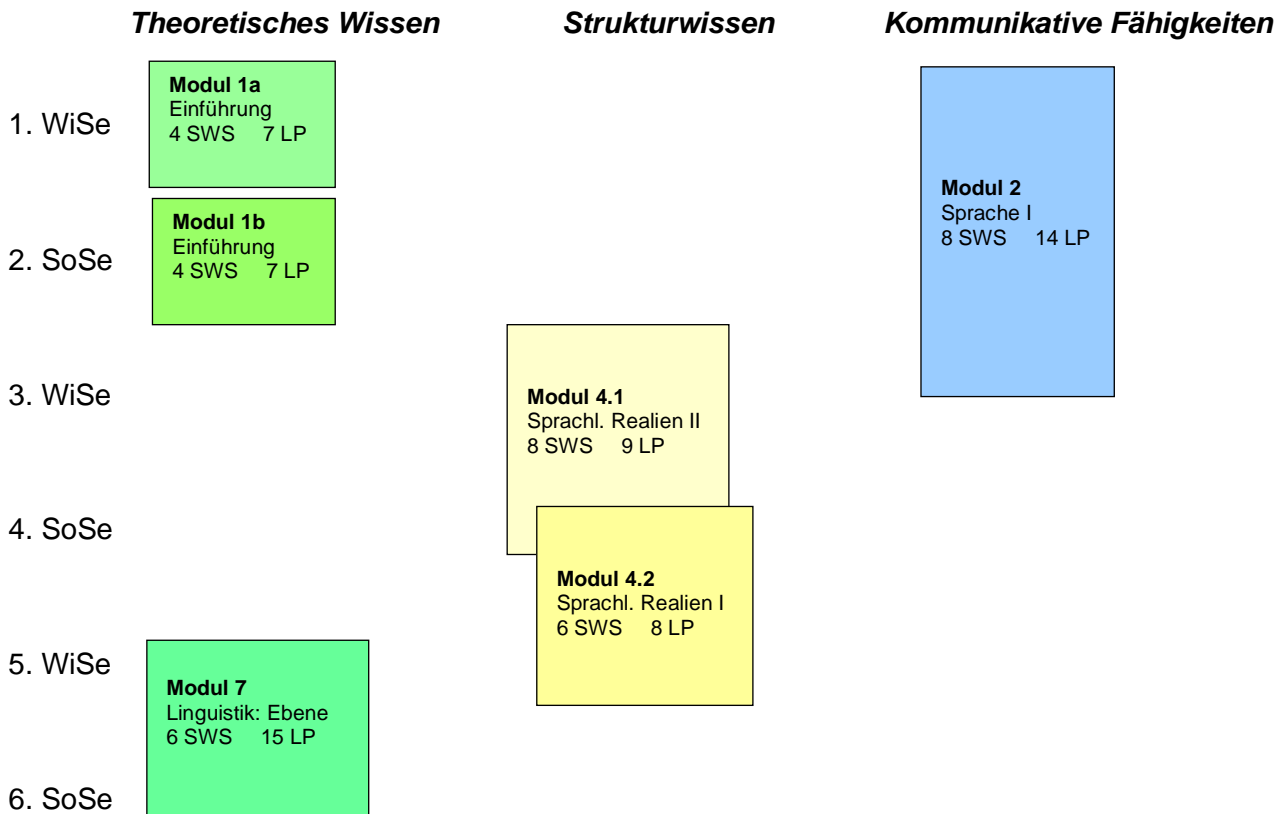 Theoretisches Wissen Strukturwissen Kommunikative Fähigkeiten
1. WiSe
Modul 1a
Einführung
4 SWS 7 LP
2. SoSe
Modul 1b
Einführung
4 SWS 7 LP
Modul 2
Sprache I
8 SWS 14 LP
3. WiSe
Modul 4.1
Sprachl. Realien II
8 SWS 9 LP
4. SoSe
Modul 4.2
Sprachl. Realien I
6 SWS 8 LP
5. WiSe
Modul 7
Linguistik: Ebene
6 SWS 15 LP
6. SoSe